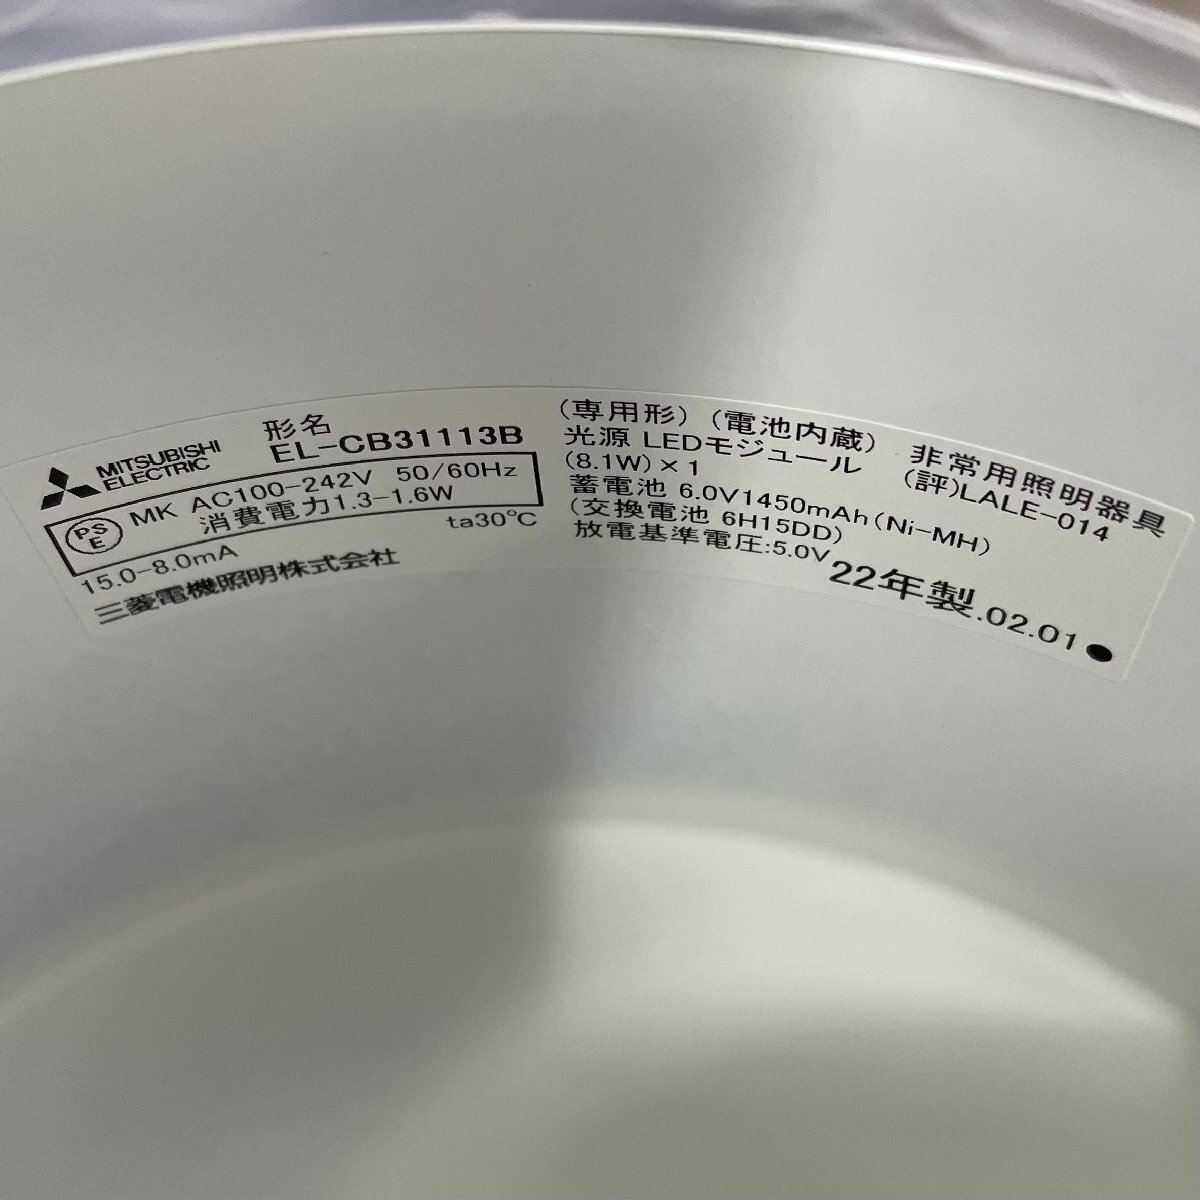 MITSUBISHI
ELECTRIC
形名
EL-CB31113B
PS
E
MK AC100-242V 50/60Hz
消費電力1.3-1.6W
15.0-8.0mA
ta30℃
三菱電機照明株式会社
(専用形) (電池内蔵) 非常用照明器具
光源 LEDモジュール (評)LALE-014
(8.1W)×1
蓄電池 6.0V1450mAh(Ni-MH)
(交換電池 6H15DD)
放電基準電圧:5.0V
22年製.02.01●